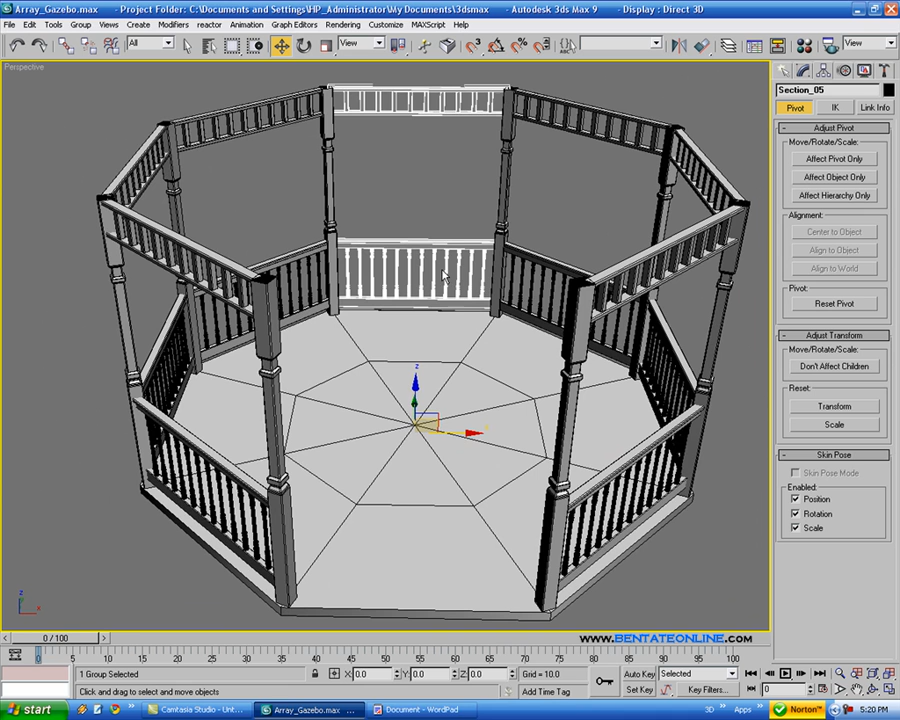 Array_Gazebo.max - Project Folder: C:\Documents and Settings\HP_Administrator\My Documents\3dsmax - Autodesk 3ds Max 9 - Display : Direct 3D
File Edit Tools Group Views Create Modifiers reactor Animation Graph Editors Rendering Customize MAXScript Help
All View View
Perspective
Section_05
Pivot IK Link Info
- Adjust Pivot
Move/Rotate/Scale:
Affect Pivot Only
Affect Object Only
Affect Hierarchy Only
Alignment:
Center to Object
Align to Object
Align to World
Pivot:
Reset Pivot
- Adjust Transform
Move/Rotate/Scale:
Don't Affect Children
Reset:
Transform
Scale
- Skin Pose
Skin Pose Mode
Enabled:
Position
Rotation
Scale
z
z
x
WWW.BENTATEONLINE.COM
< 0 / 100 >
0 5 10 15 20 25 30 35 40 45 50 55 60 65 70 75 80 85 90 95 100
1 Group Selected X: 0.0 Y: 0.0 Z: 0.0 Grid = 10.0 Auto Key Selected
Click and drag to select and move objects Add Time Tag Set Key Key Filters... 0
start Camtasia Studio - Unt... Array_Gazebo.max ... Document - WordPad 3D » Apps » Norton™ 5:20 PM